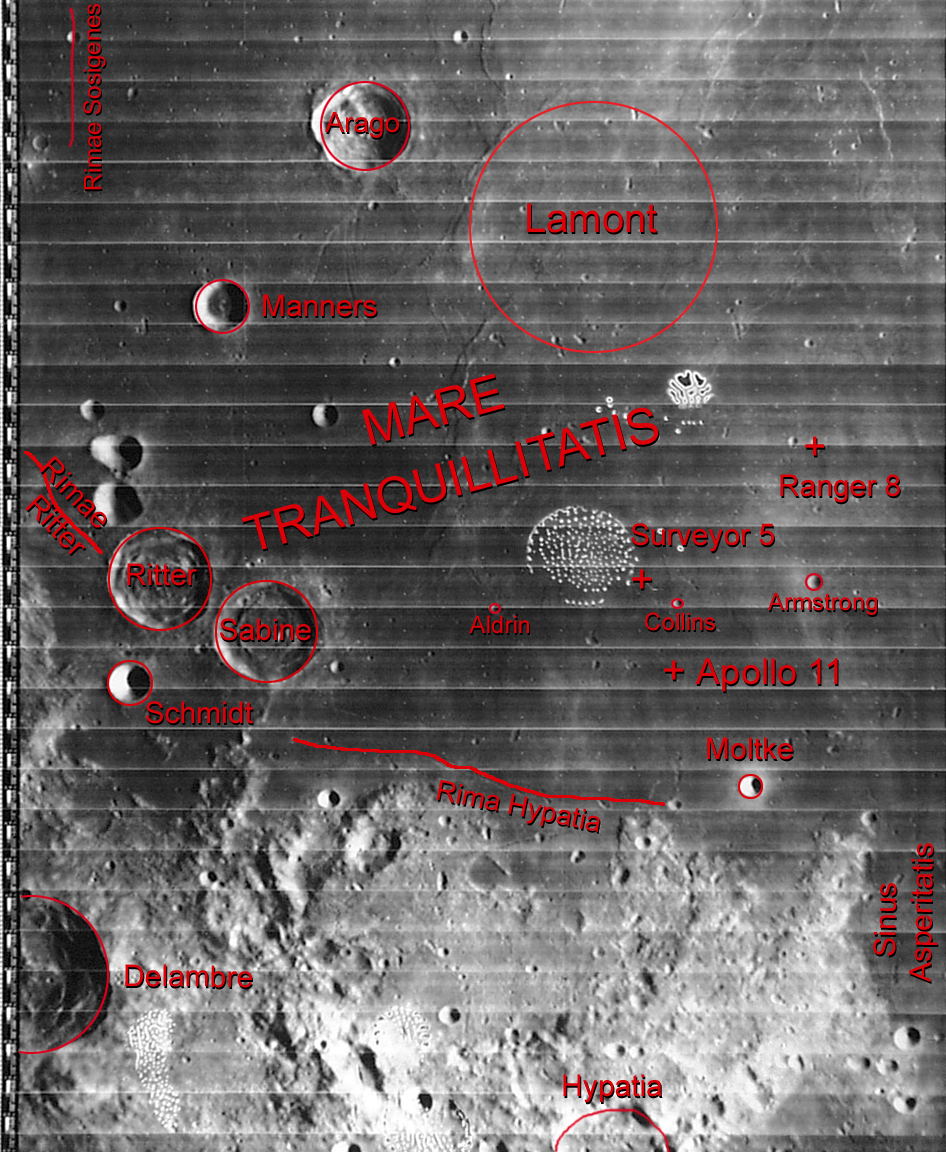 Rimae Sosigenes
Arago
Lamont
Manners
MARE
TRANQUILLITATIS
Ranger 8
Rimae
Ritter
Surveyor 5
Ritter
Armstrong
Sabine
Aldrin
Collins
Apollo 11
Schmidt
Moltke
Rima Hypatia
Sinus
Asperitatis
Delambre
Hypatia